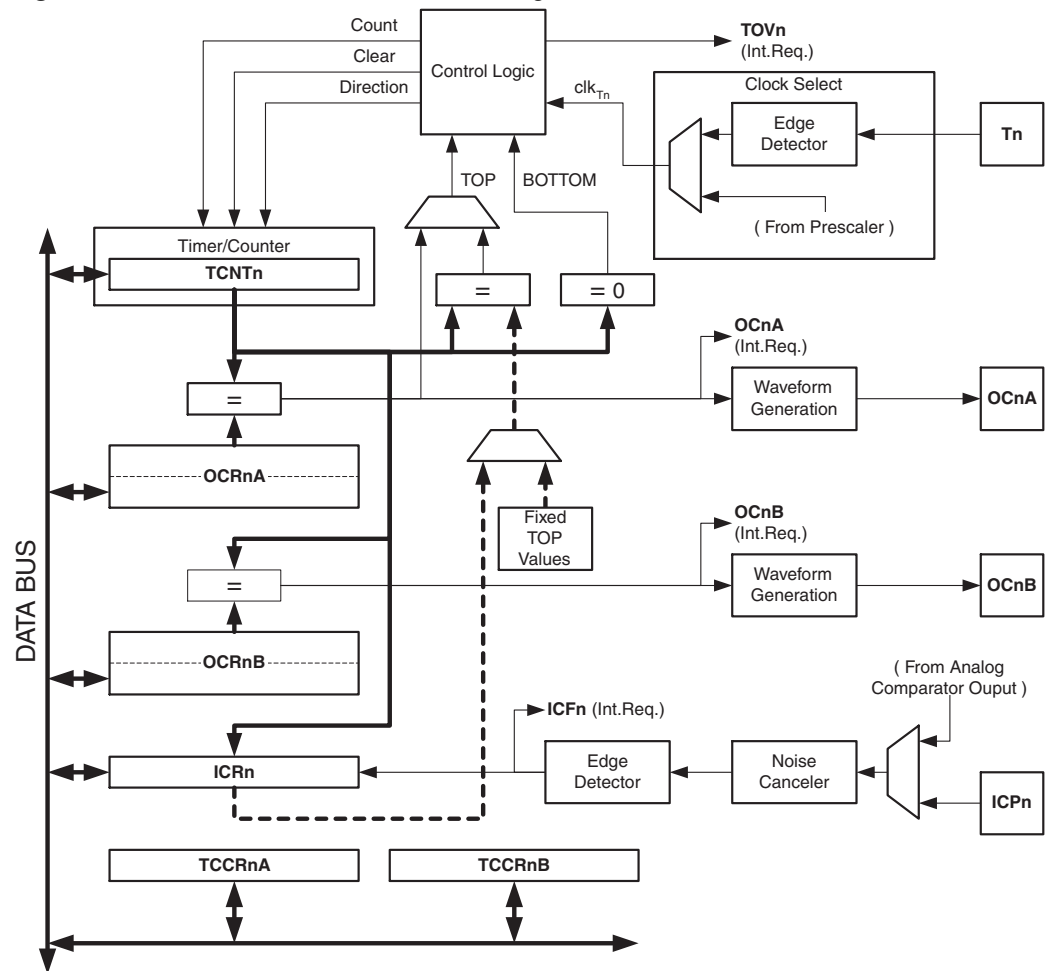 Count
Clear
Direction
Control Logic
TOVn
(Int.Req.)
clkTn
Clock Select
Edge
Detector
Tn
( From Prescaler )
TOP
BOTTOM
Timer/Counter
TCNTn
=
= 0
OCnA
(Int.Req.)
=
Waveform
Generation
OCnA
OCRnA
Fixed
TOP
Values
OCnB
(Int.Req.)
=
Waveform
Generation
OCnB
OCRnB
DATA BUS
( From Analog
Comparator Ouput )
ICFn (Int.Req.)
ICRn
Edge
Detector
Noise
Canceler
ICPn
TCCRnA
TCCRnB